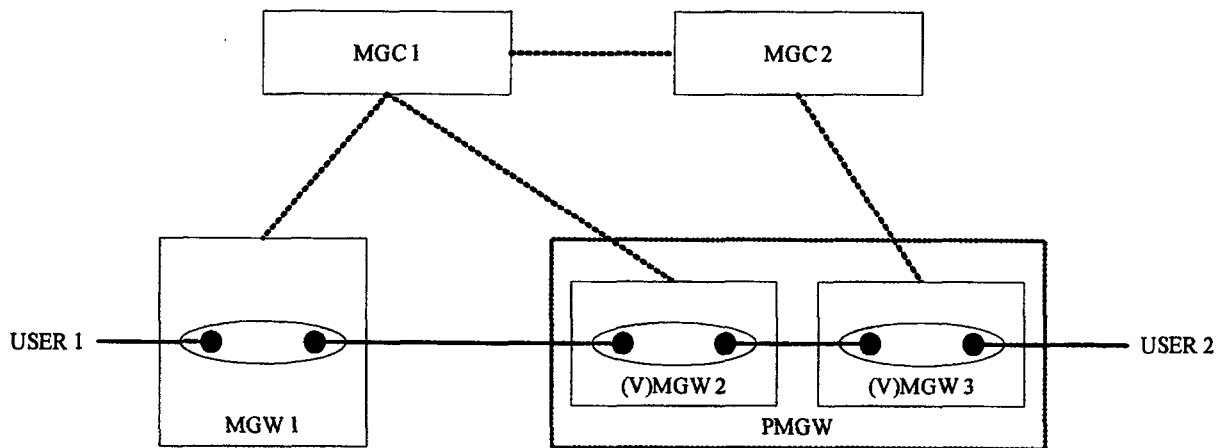 MGC 1
MGC 2
USER 1
USER 2
(V)MGW 2
(V)MGW 3
MGW 1
PMGW